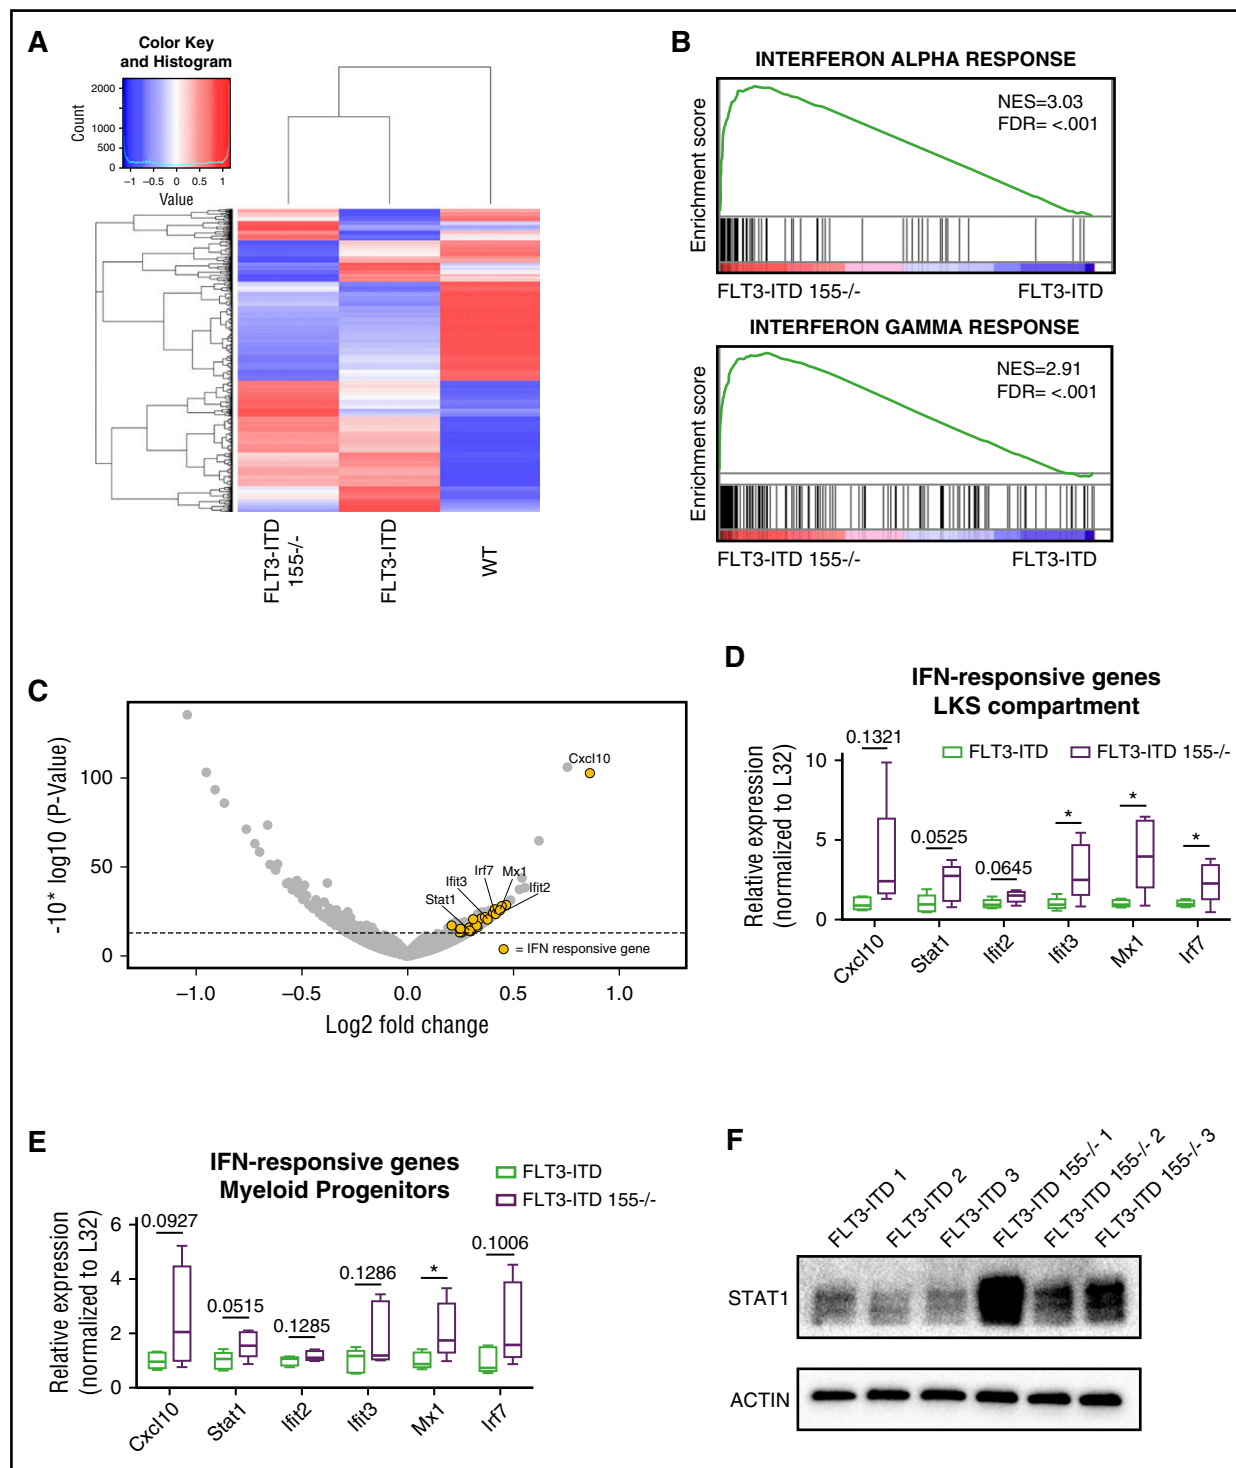 A
Color Key
and Histogram
Count
2000
1000
500
0
−1 −0.5 0 0.5 1
Value
FLT3-ITD
155-/-
FLT3-ITD
WT
B
INTERFERON ALPHA RESPONSE
Enrichment score
NES=3.03
FDR= <.001
FLT3-ITD 155-/- FLT3-ITD
INTERFERON GAMMA RESPONSE
Enrichment score
NES=2.91
FDR= <.001
FLT3-ITD 155-/- FLT3-ITD
C
-10* log10 (P-Value)
100
50
0
Cxcl10
Irf7
Mx1
Ifit3
Ifit2
Stat1
= IFN responsive gene
−1.0 −0.5 0.0 0.5 1.0
Log2 fold change
D
IFN-responsive genes
LKS compartment
FLT3-ITD FLT3-ITD 155-/-
Relative expression
(normalized to L32)
10
5
0
0.1321
0.0525
0.0645
*
*
*
Cxcl10 Stat1 Ifit2 Ifit3 Mx1 Irf7
E
IFN-responsive genes
Myeloid Progenitors
FLT3-ITD
FLT3-ITD 155-/-
Relative expression
(normalized to L32)
6
4
2
0
0.0927
0.0515
0.1285
0.1286
*
0.1006
Cxcl10 Stat1 Ifit2 Ifit3 Mx1 Irf7
F
FLT3-ITD 1
FLT3-ITD 2
FLT3-ITD 3
FLT3-ITD 155-/- 1
FLT3-ITD 155-/- 2
FLT3-ITD 155-/- 3
STAT1
ACTIN